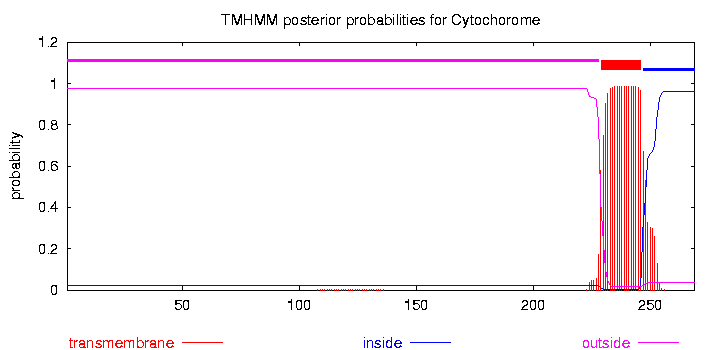 TMHMM posterior probabilities for Cytochorome
1.2
1
0.8
0.6
0.4
0.2
0
probability
50
100
150
200
250
transmembrane
inside
outside